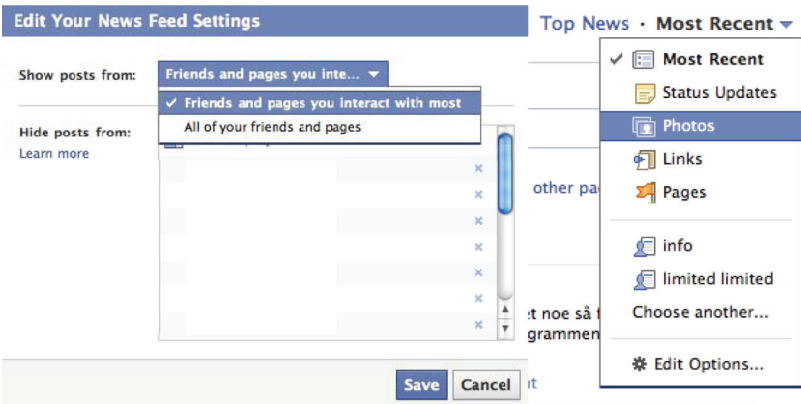 Edit Your News Feed Settings
Show posts from:
Friends and pages you inte...
Friends and pages you interact with most
All of your friends and pages
Hide posts from:
Learn more
Save
Cancel
Top News · Most Recent
Most Recent
Status Updates
Photos
Links
Pages
info
limited limited
Choose another...
Edit Options...
other pa
t noe så f
grammen